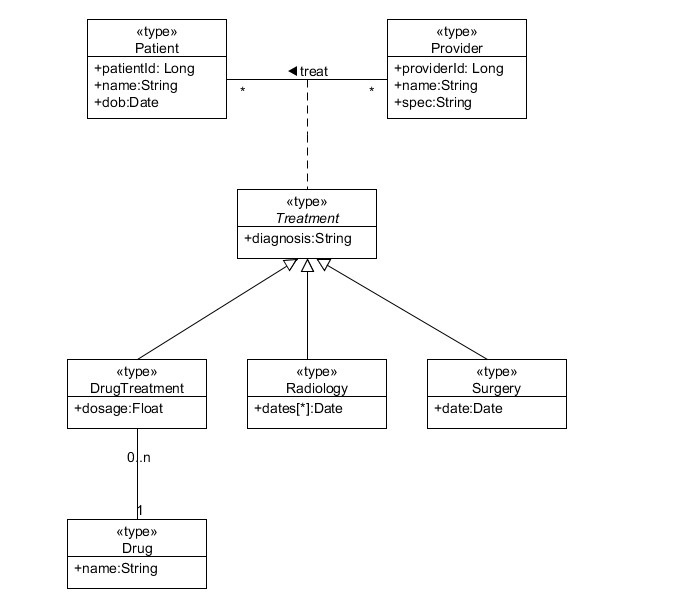 «type»
Patient
+patientId: Long
+name:String
+dob:Date
◄ treat
*
*
«type»
Provider
+providerId: Long
+name:String
+spec:String
«type»
Treatment
+diagnosis:String
«type»
DrugTreatment
+dosage:Float
«type»
Radiology
+dates[*]:Date
«type»
Surgery
+date:Date
0..n
1
«type»
Drug
+name:String